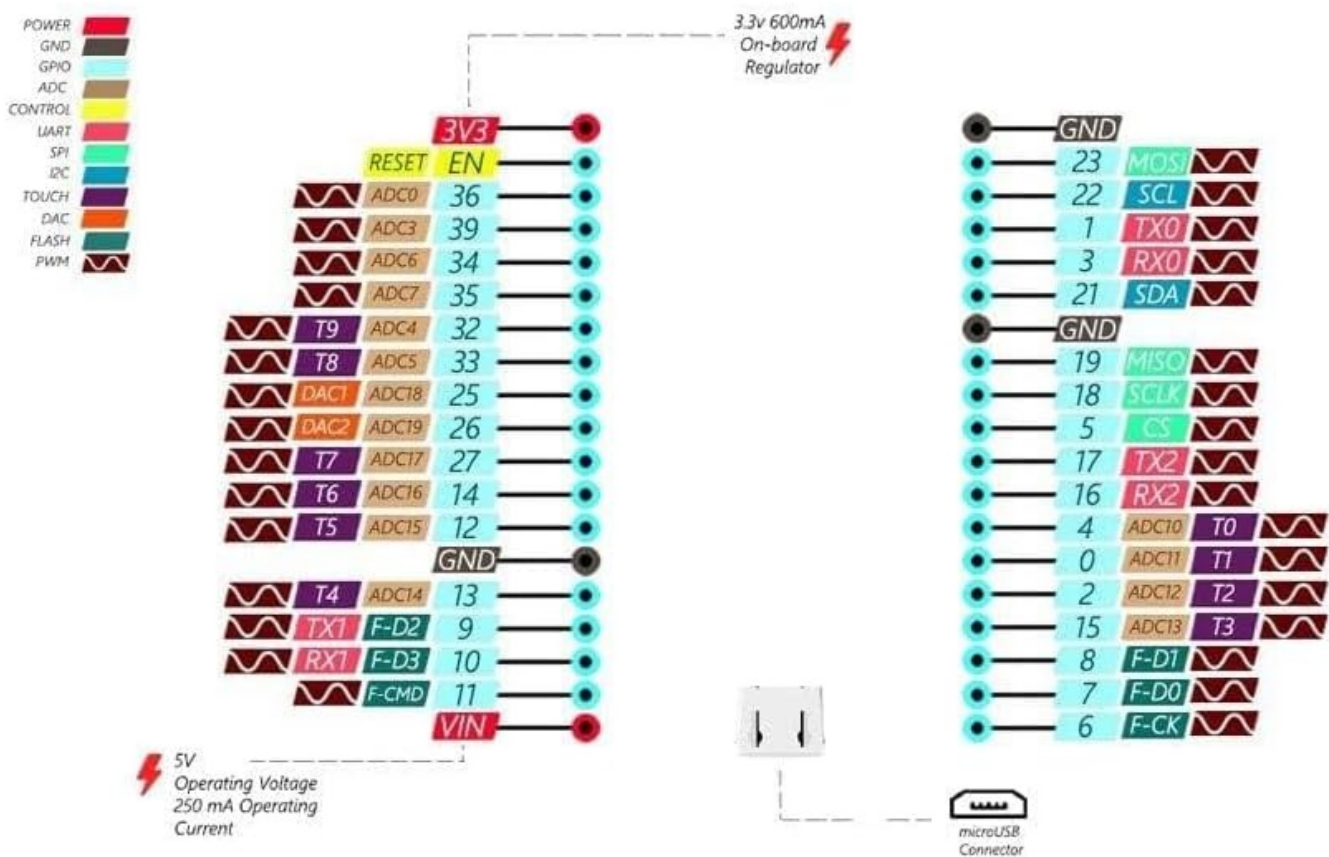 POWER
GND
GPIO
ADC
CONTROL
UART
SPI
I2C
TOUCH
DAC
FLASH
PWM
3.3v 600mA
On-board
Regulator
3V3
RESET EN
ADC0 36
ADC3 39
ADC6 34
ADC7 35
T9 ADC4 32
T8 ADC5 33
DAC1 ADC18 25
DAC2 ADC19 26
T7 ADC17 27
T6 ADC16 14
T5 ADC15 12
GND
T4 ADC14 13
TX1 F-D2 9
RX1 F-D3 10
F-CMD 11
VIN
5V
Operating Voltage
250 mA Operating
Current
GND
23 MOSI
22 SCL
1 TX0
3 RX0
21 SDA
GND
19 MISO
18 SCLK
5 CS
17 TX2
16 RX2
4 ADC10 T0
0 ADC11 T1
2 ADC12 T2
15 ADC13 T3
8 F-D1
7 F-D0
6 F-CK
microUSB
Connector